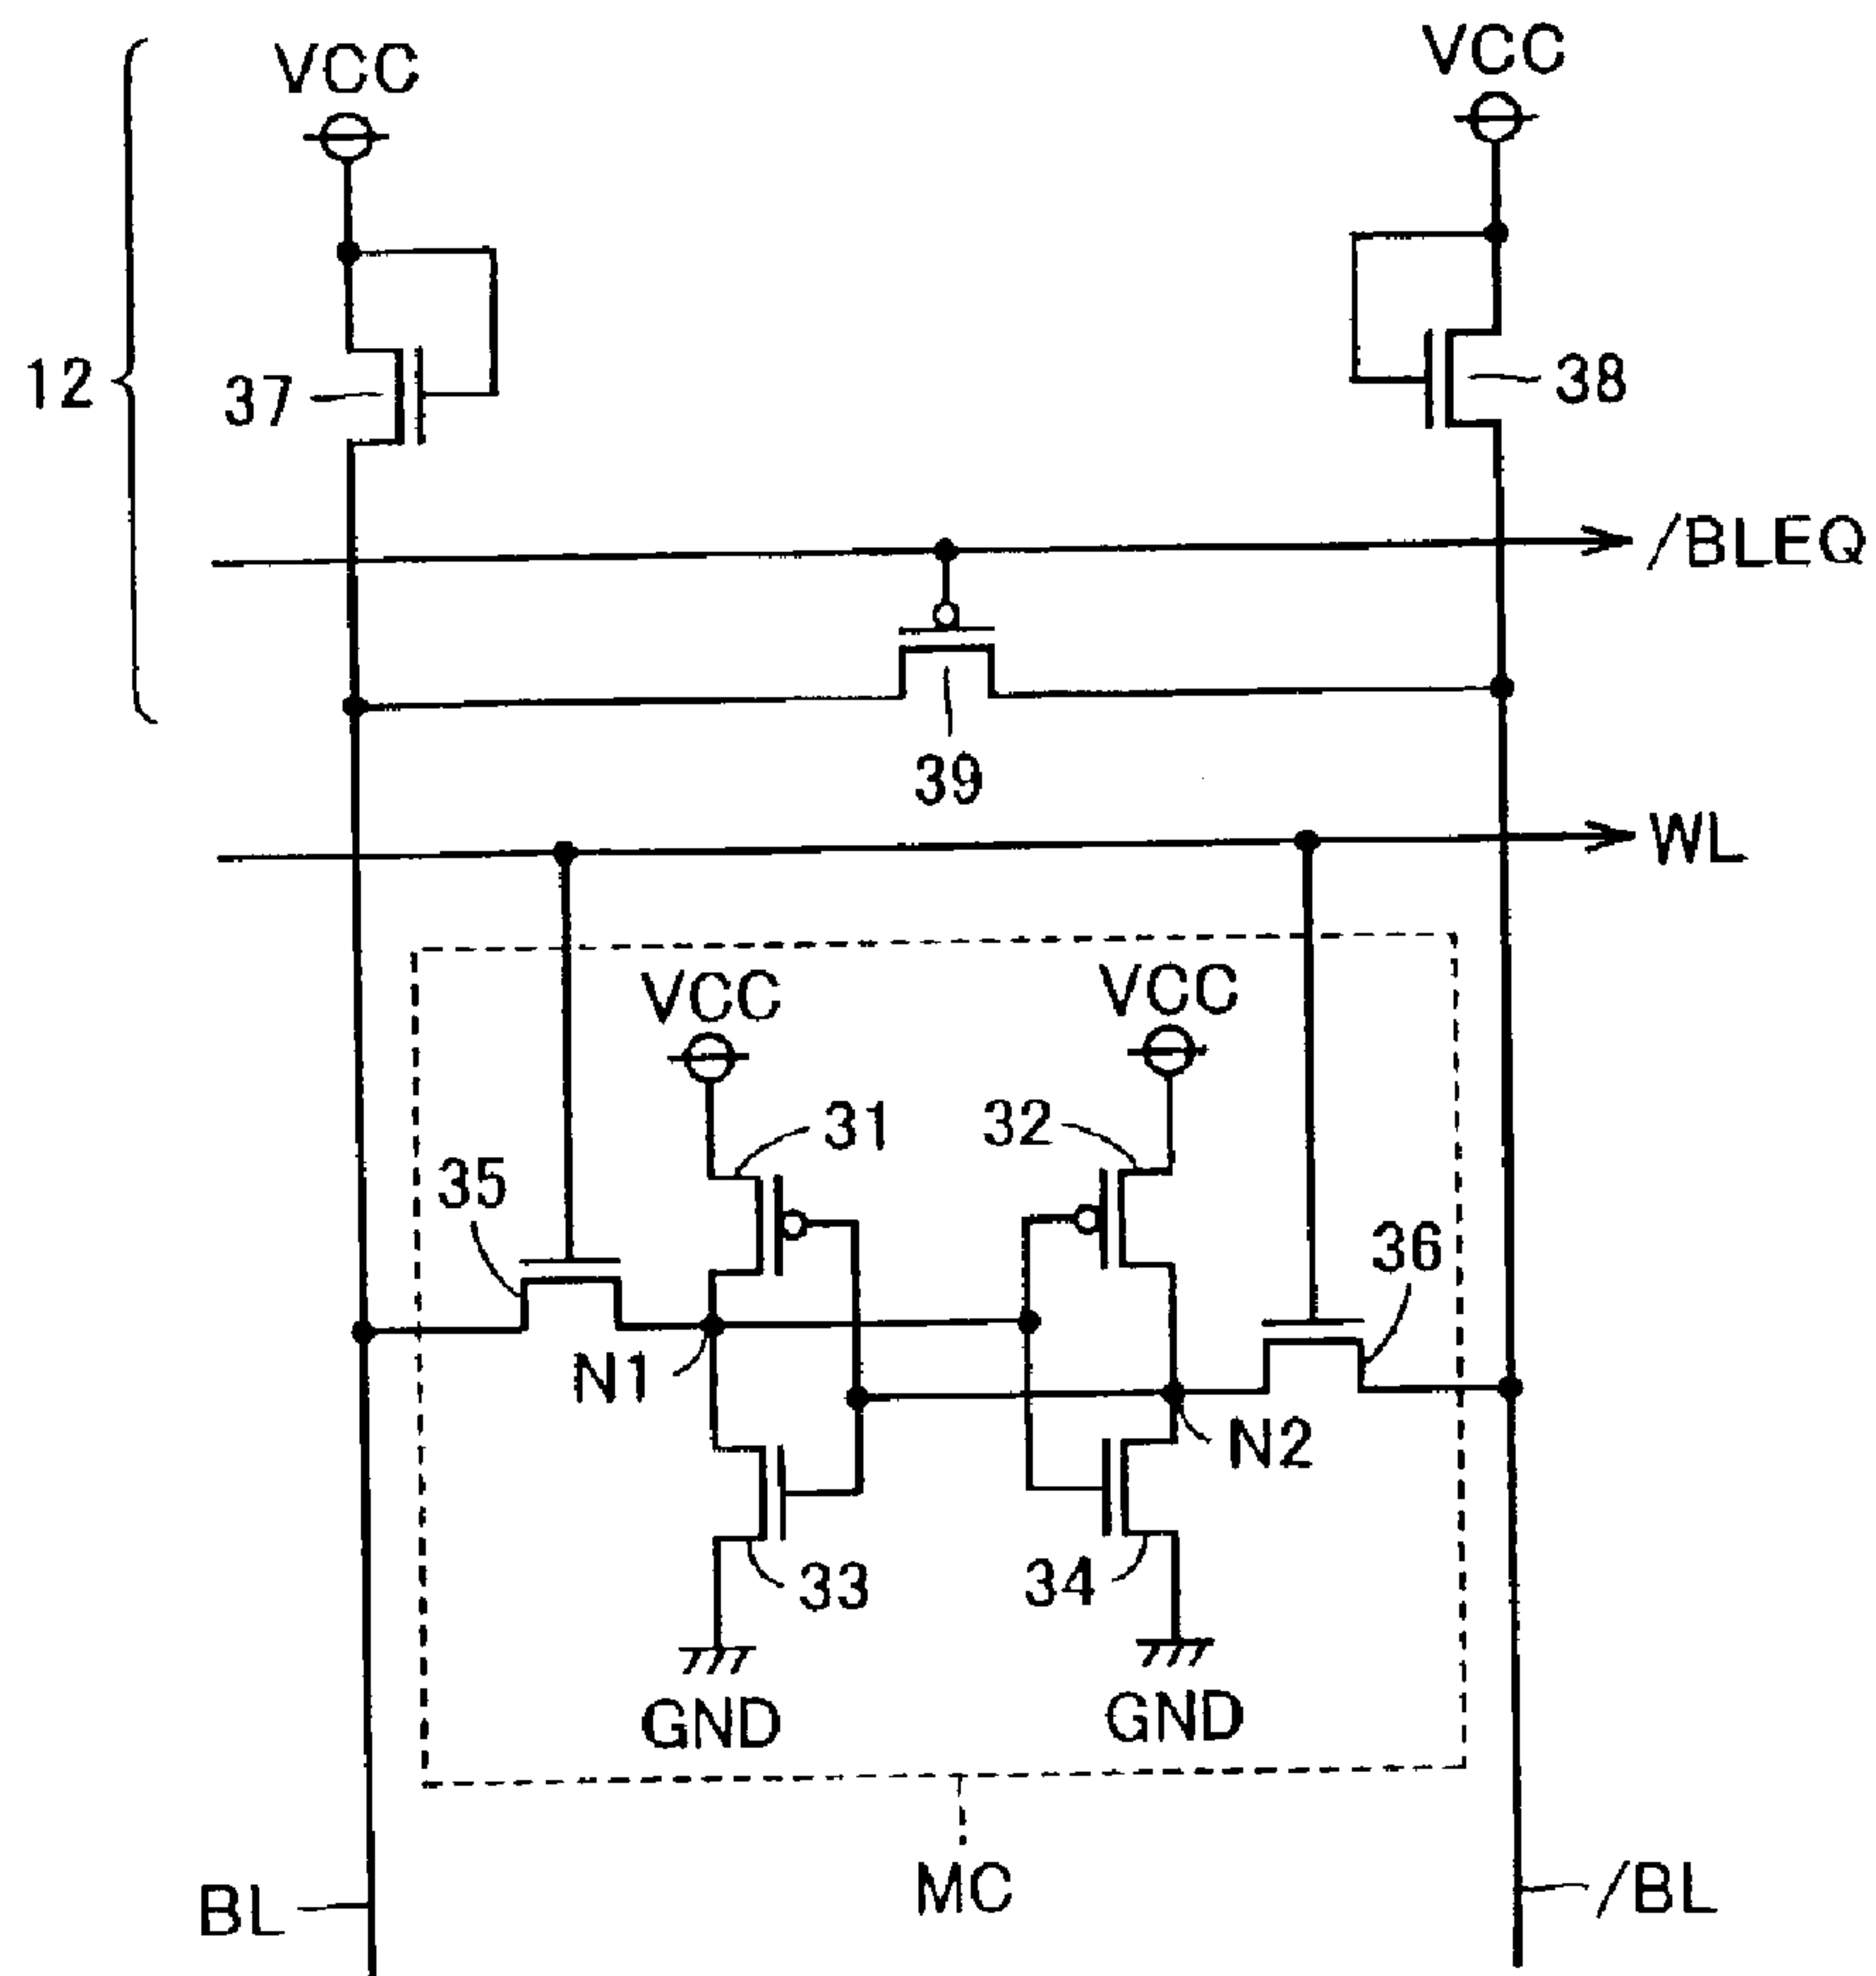 VCC
VCC
12
37
38
/BLEQ
39
WL
VCC
VCC
31
32
35
36
N1
N2
33
34
GND
GND
MC
BL
/BL